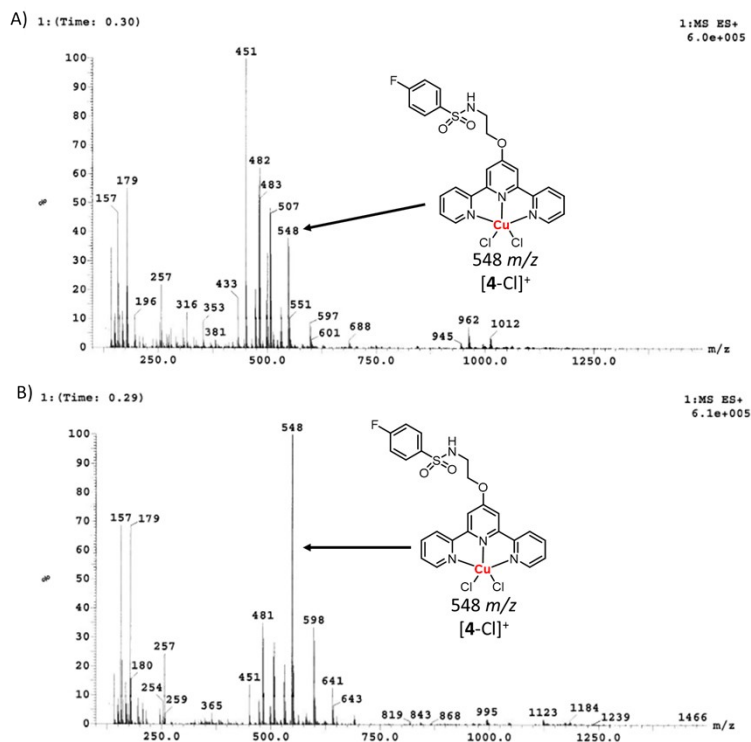 A) 1:(Time: 0.30)
1:MS ES+
6.0e+005
451
100
90
80
70
60
50
40
30
20
10
0
%
482
483
179
157
507
548
257
196
316
353
381
433
551
597
601
688
945
962
1012
250.0
500.0
750.0
1000.0
1250.0
m/z
F
H
N
S
O
O
O
N
N
N
Cu
Cl
Cl
548 m/z
[4-Cl]+
B) 1:(Time: 0.29)
1:MS ES+
6.1e+005
548
100
90
80
70
60
50
40
30
20
10
0
%
157
179
481
598
257
180
254
259
365
451
641
643
819
843
868
995
1123
1184
1239
1466
250.0
500.0
750.0
1000.0
1250.0
m/z
F
H
N
S
O
O
O
N
N
N
Cu
Cl
Cl
548 m/z
[4-Cl]+